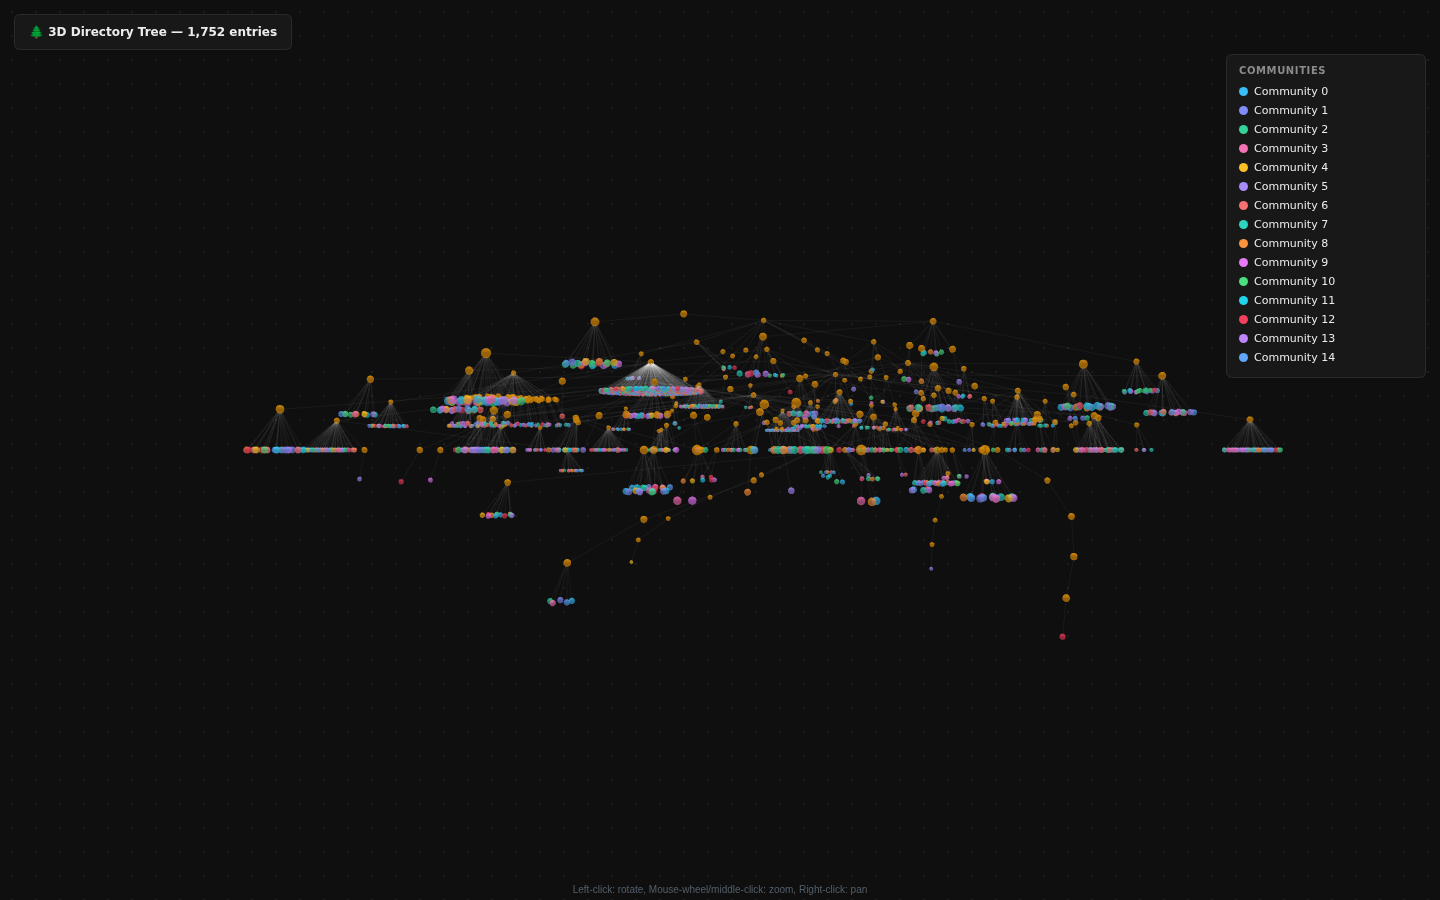 🌲 3D Directory Tree — 1,752 entries
COMMUNITIES
Community 0
Community 1
Community 2
Community 3
Community 4
Community 5
Community 6
Community 7
Community 8
Community 9
Community 10
Community 11
Community 12
Community 13
Community 14
Left-click: rotate, Mouse-wheel/middle-click: zoom, Right-click: pan